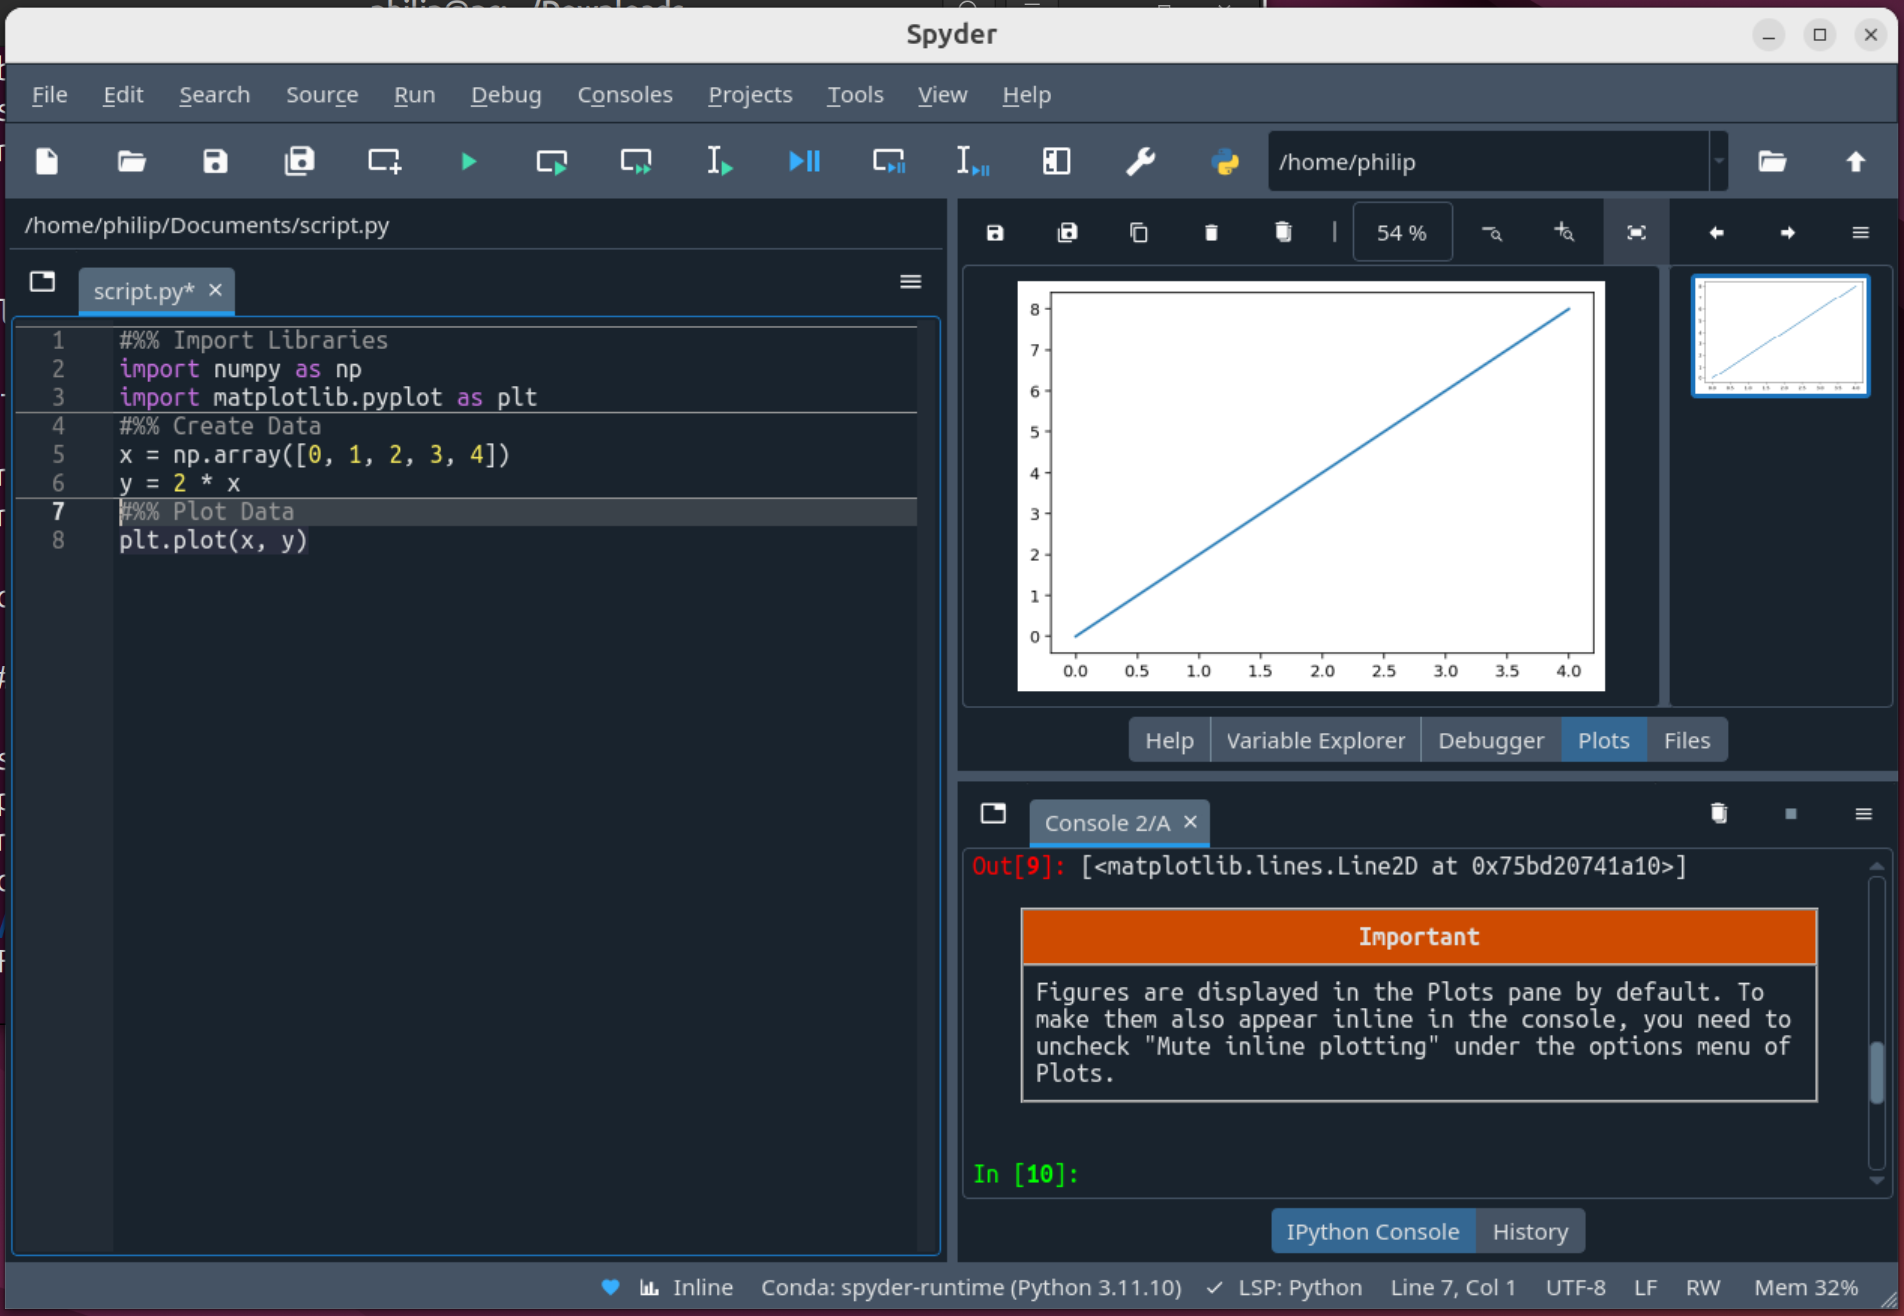 Spyder
File Edit Search Source Run Debug Consoles Projects Tools View Help
/home/philip
/home/philip/Documents/script.py
script.py*
1 #%% Import Libraries
2 import numpy as np
3 import matplotlib.pyplot as plt
4 #%% Create Data
5 x = np.array([0, 1, 2, 3, 4])
6 y = 2 * x
7 #%% Plot Data
8 plt.plot(x, y)
54 %
8
7
6
5
4
3
2
1
0
0.0 0.5 1.0 1.5 2.0 2.5 3.0 3.5 4.0
Help Variable Explorer Debugger Plots Files
Console 2/A
Out[9]: [<matplotlib.lines.Line2D at 0x75bd20741a10>]
Important
Figures are displayed in the Plots pane by default. To
make them also appear inline in the console, you need to
uncheck "Mute inline plotting" under the options menu of
Plots.
In [10]:
IPython Console History
Inline Conda: spyder-runtime (Python 3.11.10) LSP: Python Line 7, Col 1 UTF-8 LF RW Mem 32%